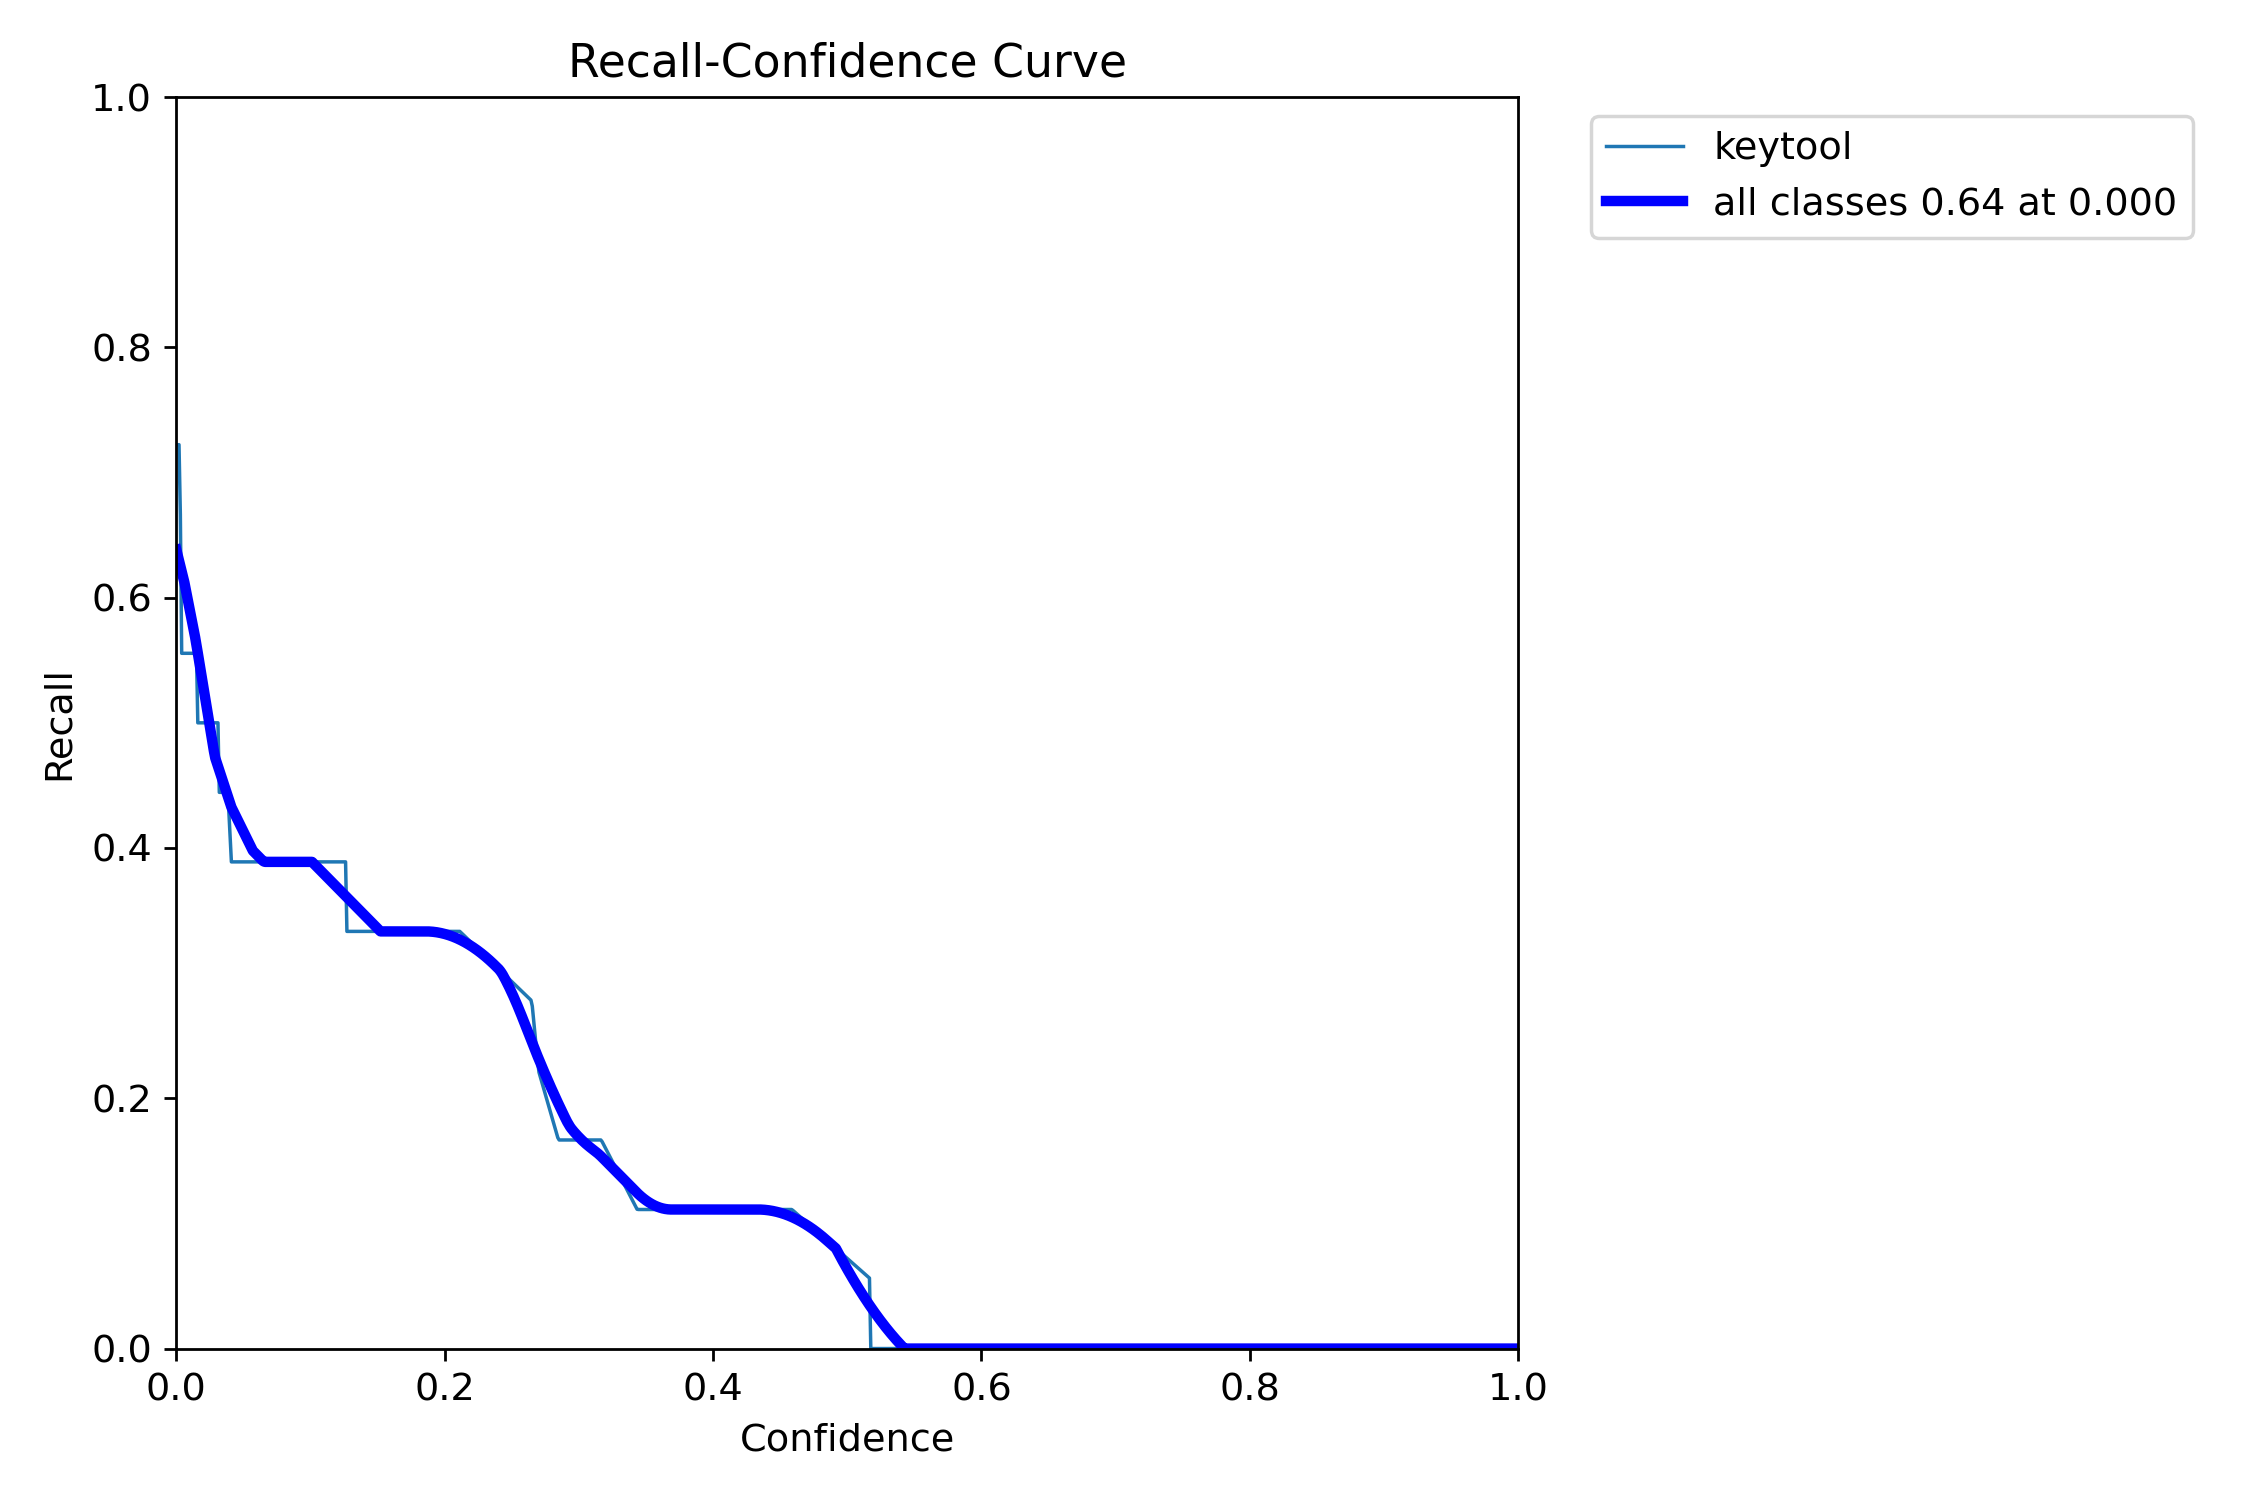 Recall-Confidence Curve
1.0
0.8
0.6
0.4
0.2
0.0
Recall
0.0 0.2 0.4 0.6 0.8 1.0
Confidence
keytool
all classes 0.64 at 0.000